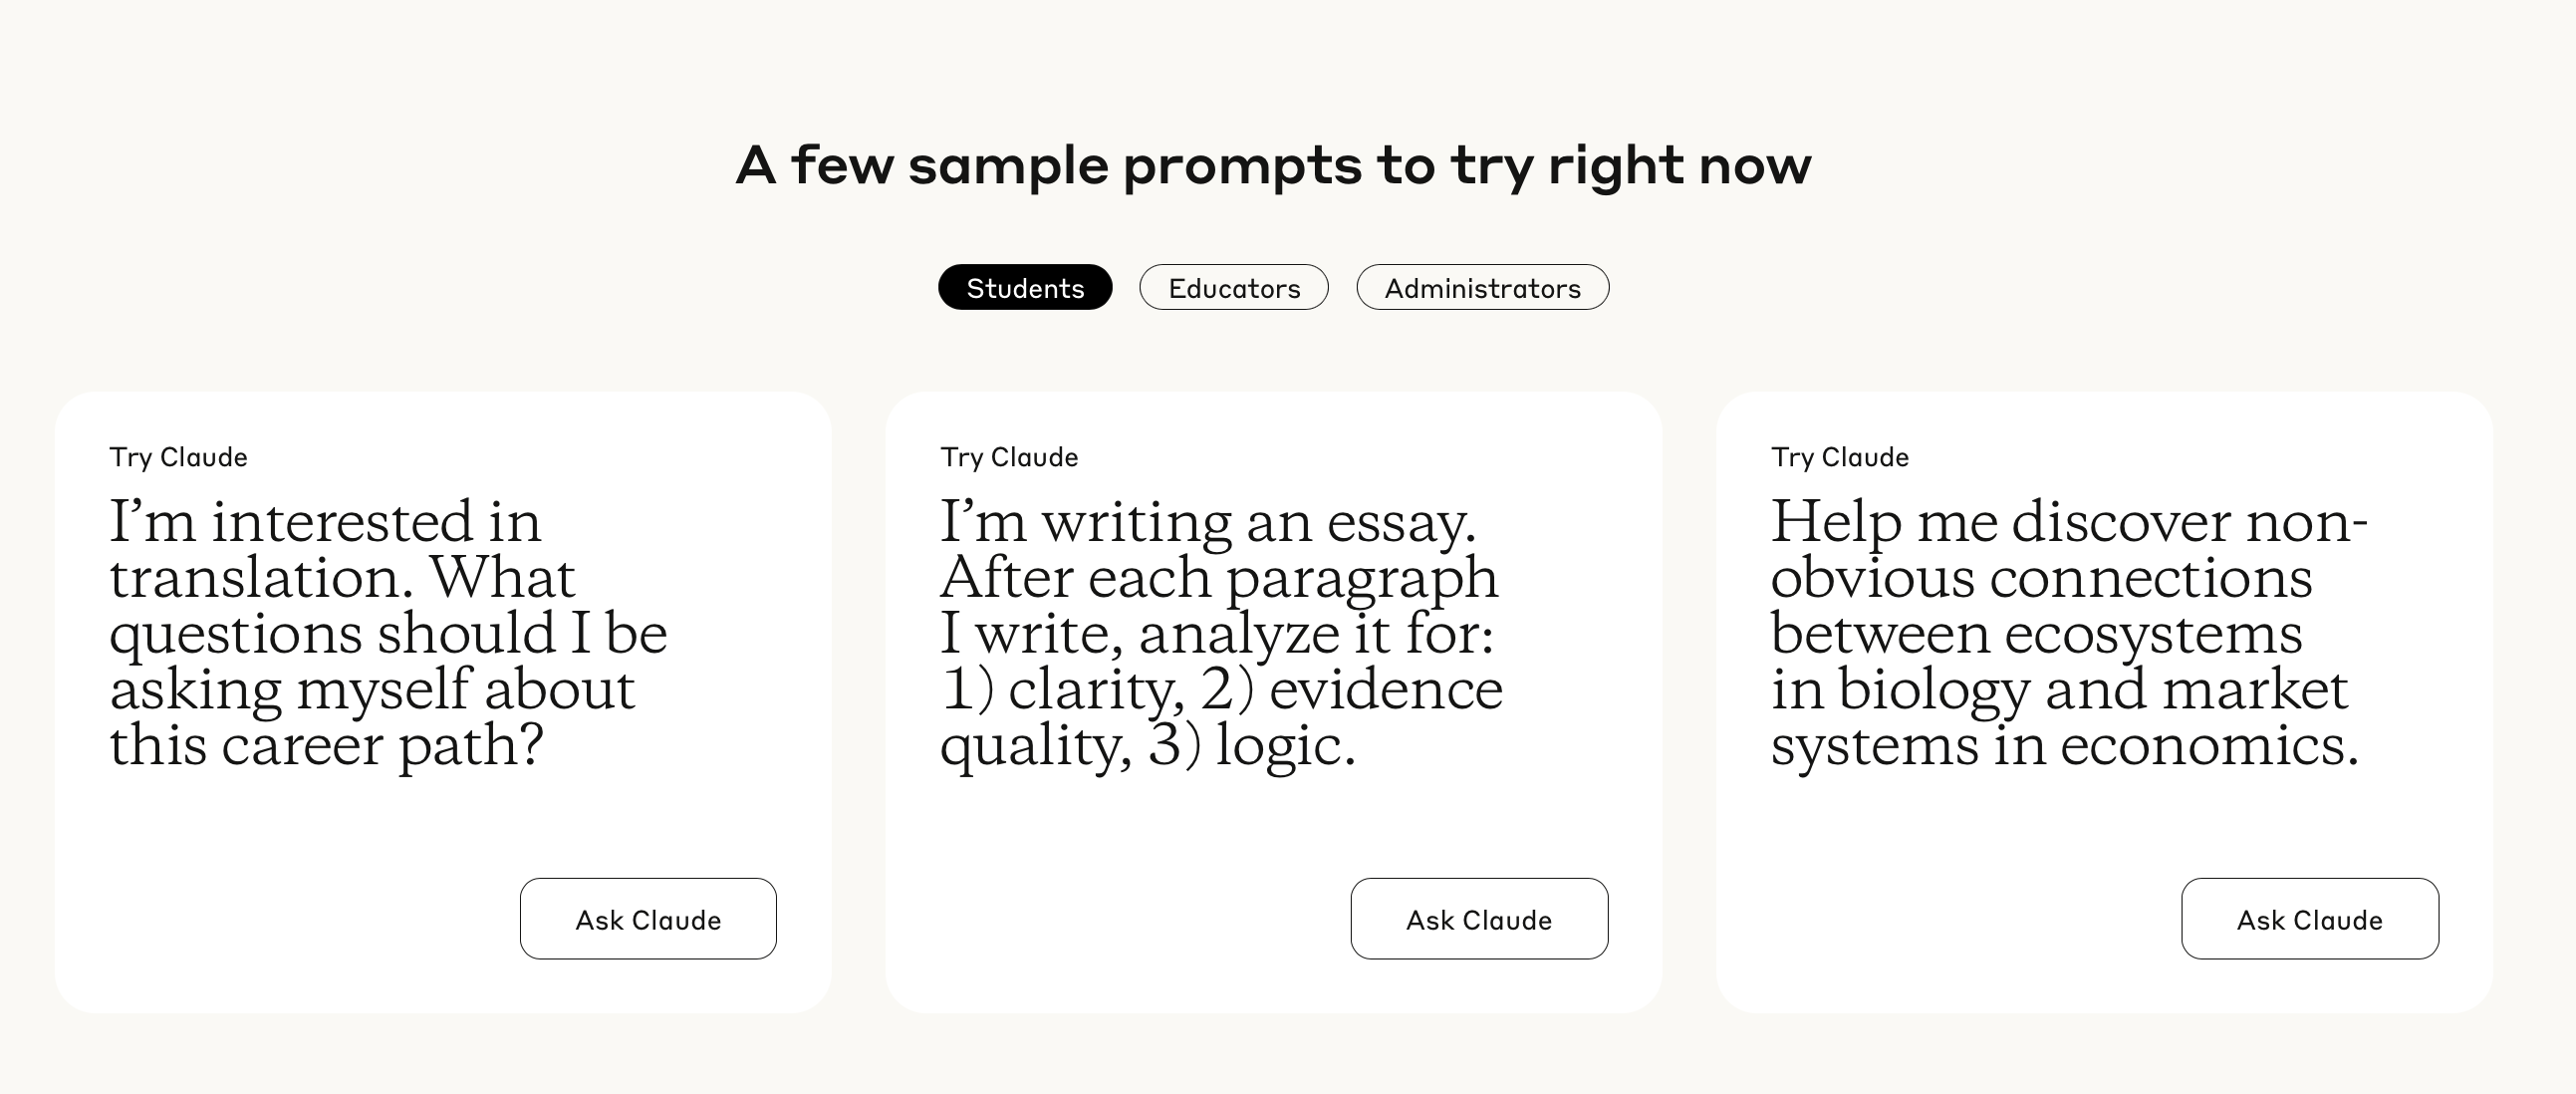 A few sample prompts to try right now
Students
Educators
Administrators
Try Claude
I’m interested in
translation. What
questions should I be
asking myself about
this career path?
Ask Claude
Try Claude
I’m writing an essay.
After each paragraph
I write, analyze it for:
1) clarity, 2) evidence
quality, 3) logic.
Ask Claude
Try Claude
Help me discover non-
obvious connections
between ecosystems
in biology and market
systems in economics.
Ask Claude